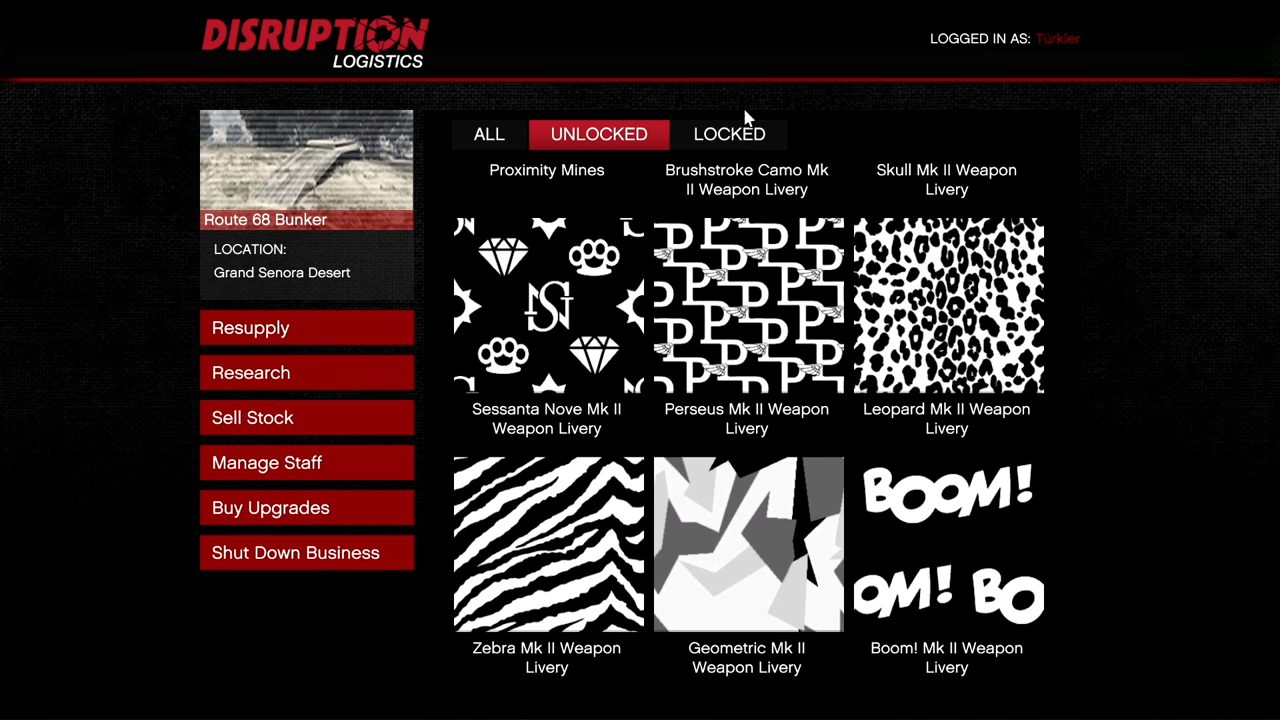 DISRUPTION
LOGISTICS
LOGGED IN AS: Türkler
Route 68 Bunker
LOCATION:
Grand Senora Desert
Resupply
Research
Sell Stock
Manage Staff
Buy Upgrades
Shut Down Business
ALL
UNLOCKED
LOCKED
Proximity Mines
Brushstroke Camo Mk
II Weapon Livery
Skull Mk II Weapon
Livery
Sessanta Nove Mk II
Weapon Livery
Perseus Mk II Weapon
Livery
Leopard Mk II Weapon
Livery
BOOM!
OM! BO
Zebra Mk II Weapon
Livery
Geometric Mk II
Weapon Livery
Boom! Mk II Weapon
Livery